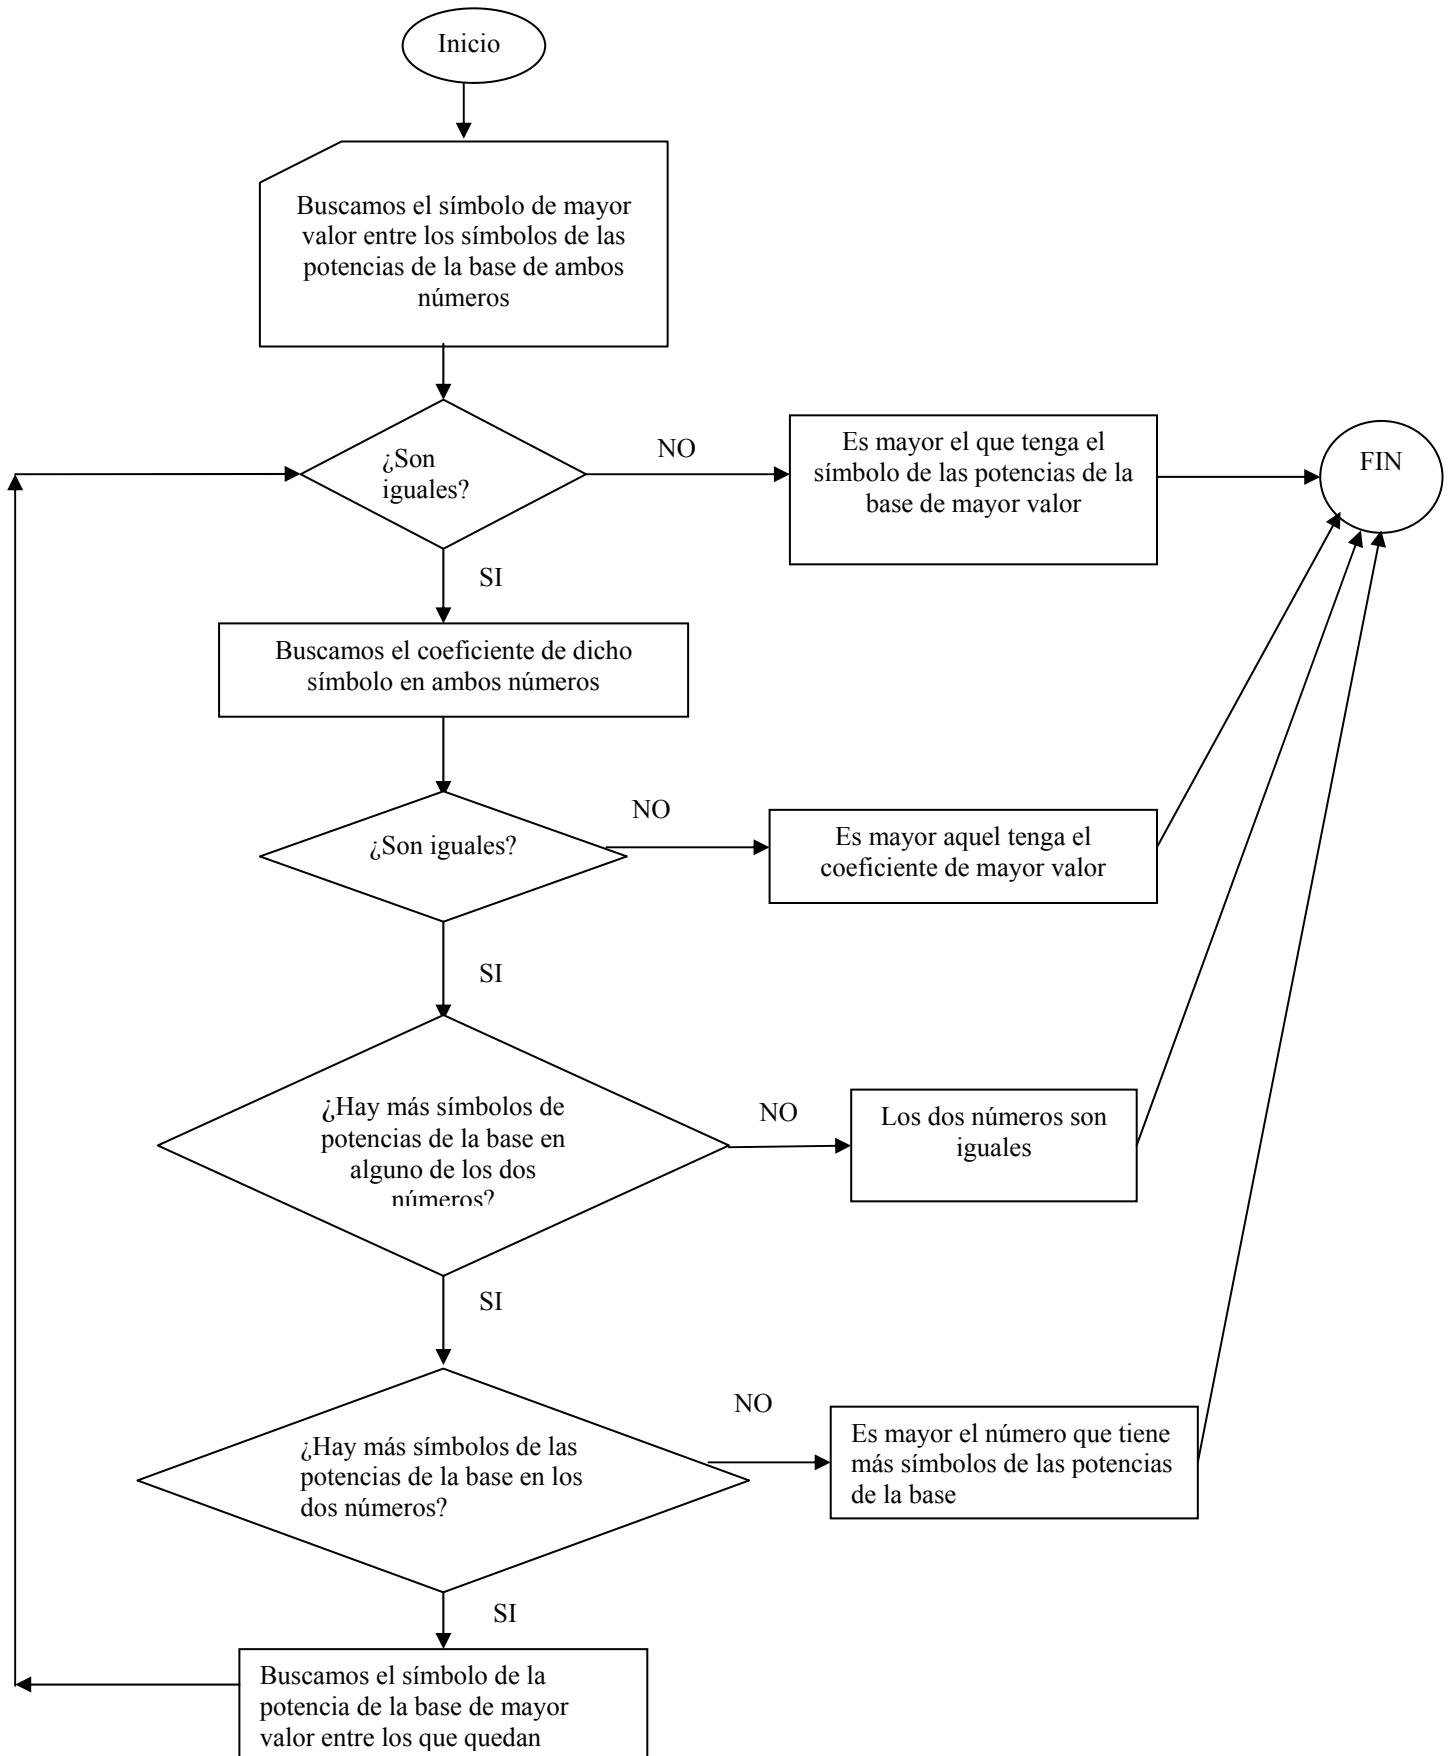 Inicio
Buscamos el símbolo de mayor
valor entre los símbolos de las
potencias de la base de ambos
números
¿Son
iguales?
NO
Es mayor el que tenga el
símbolo de las potencias de la
base de mayor valor
FIN
SI
Buscamos el coeficiente de dicho
símbolo en ambos números
¿Son iguales?
NO
Es mayor aquel tenga el
coeficiente de mayor valor
SI
¿Hay más símbolos de
potencias de la base en
alguno de los dos
números?
NO
Los dos números son
iguales
SI
¿Hay más símbolos de las
potencias de la base en los
dos números?
NO
Es mayor el número que tiene
más símbolos de las potencias
de la base
SI
Buscamos el símbolo de la
potencia de la base de mayor
valor entre los que quedan